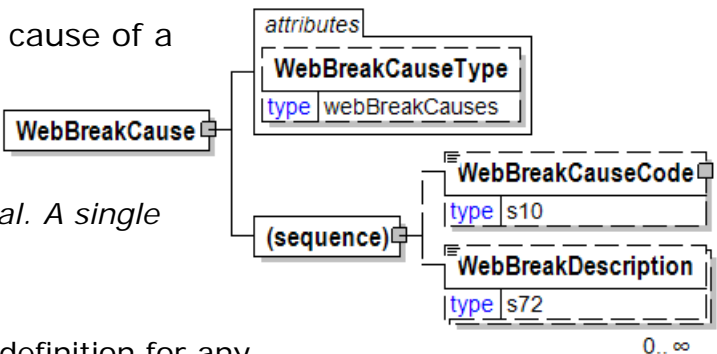 cause of a
attributes
WebBreakCauseType
type webBreakCauses
WebBreakCause
WebBreakCauseCode
type s10
al. A single
(sequence)
WebBreakDescription
type s72
0..∞
definition for any